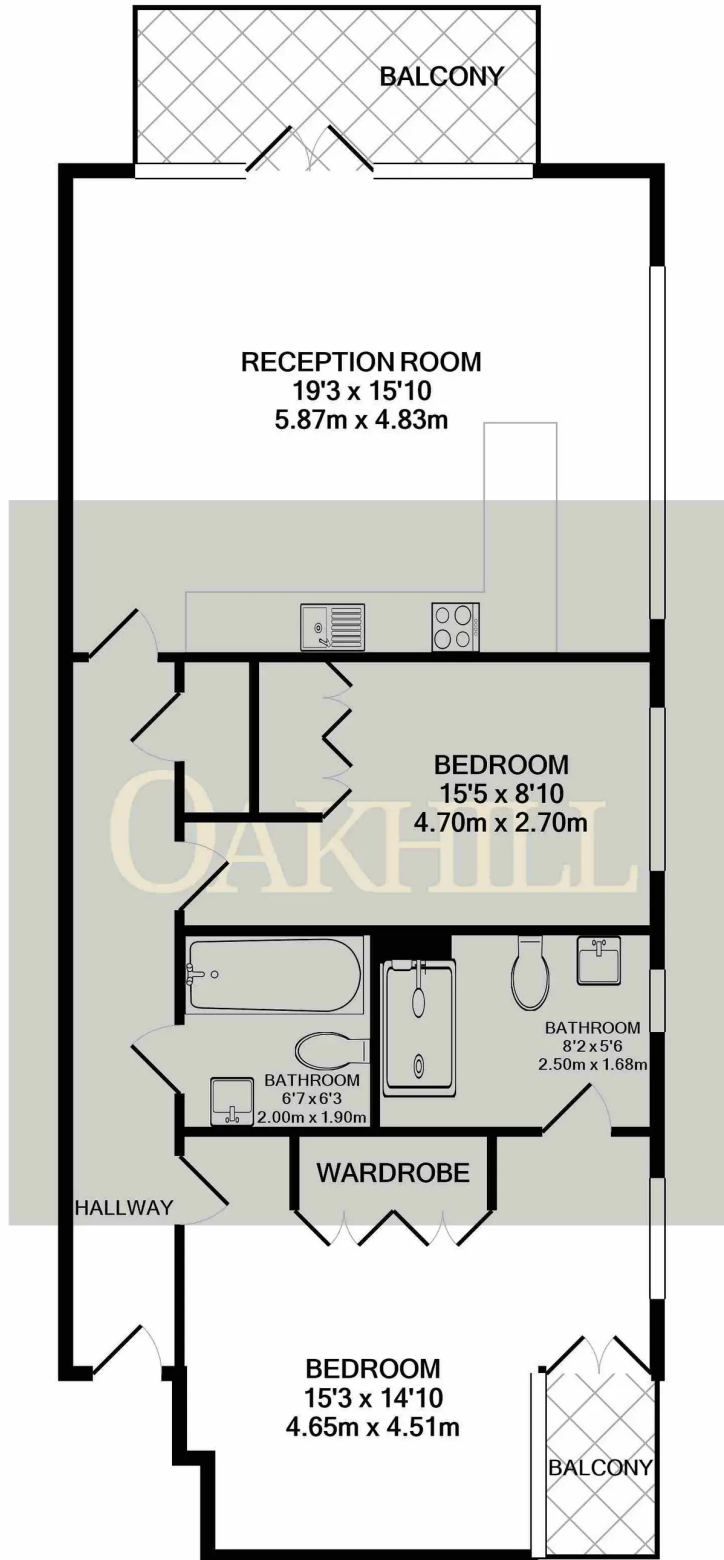 BALCONY
RECEPTION ROOM
19'3 x 15'10
5.87m x 4.83m
BEDROOM
15'5 x 8'10
4.70m x 2.70m
OAKHILL
BATHROOM
8'2 x 5'6
2.50m x 1.68m
BATHROOM
6'7 x 6'3
2.00m x 1.90m
WARDROBE
HALLWAY
BEDROOM
15'3 x 14'10
4.65m x 4.51m
BALCONY